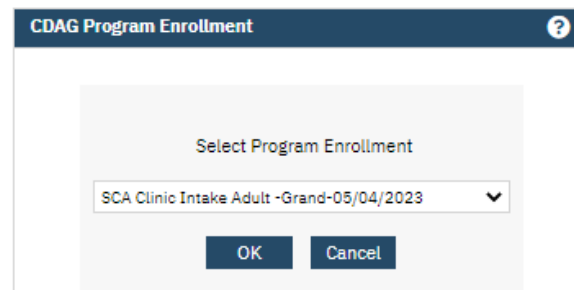 CDAG Program Enrollment ?
Select Program Enrollment
SCA Clinic Intake Adult -Grand-05/04/2023
OK Cancel